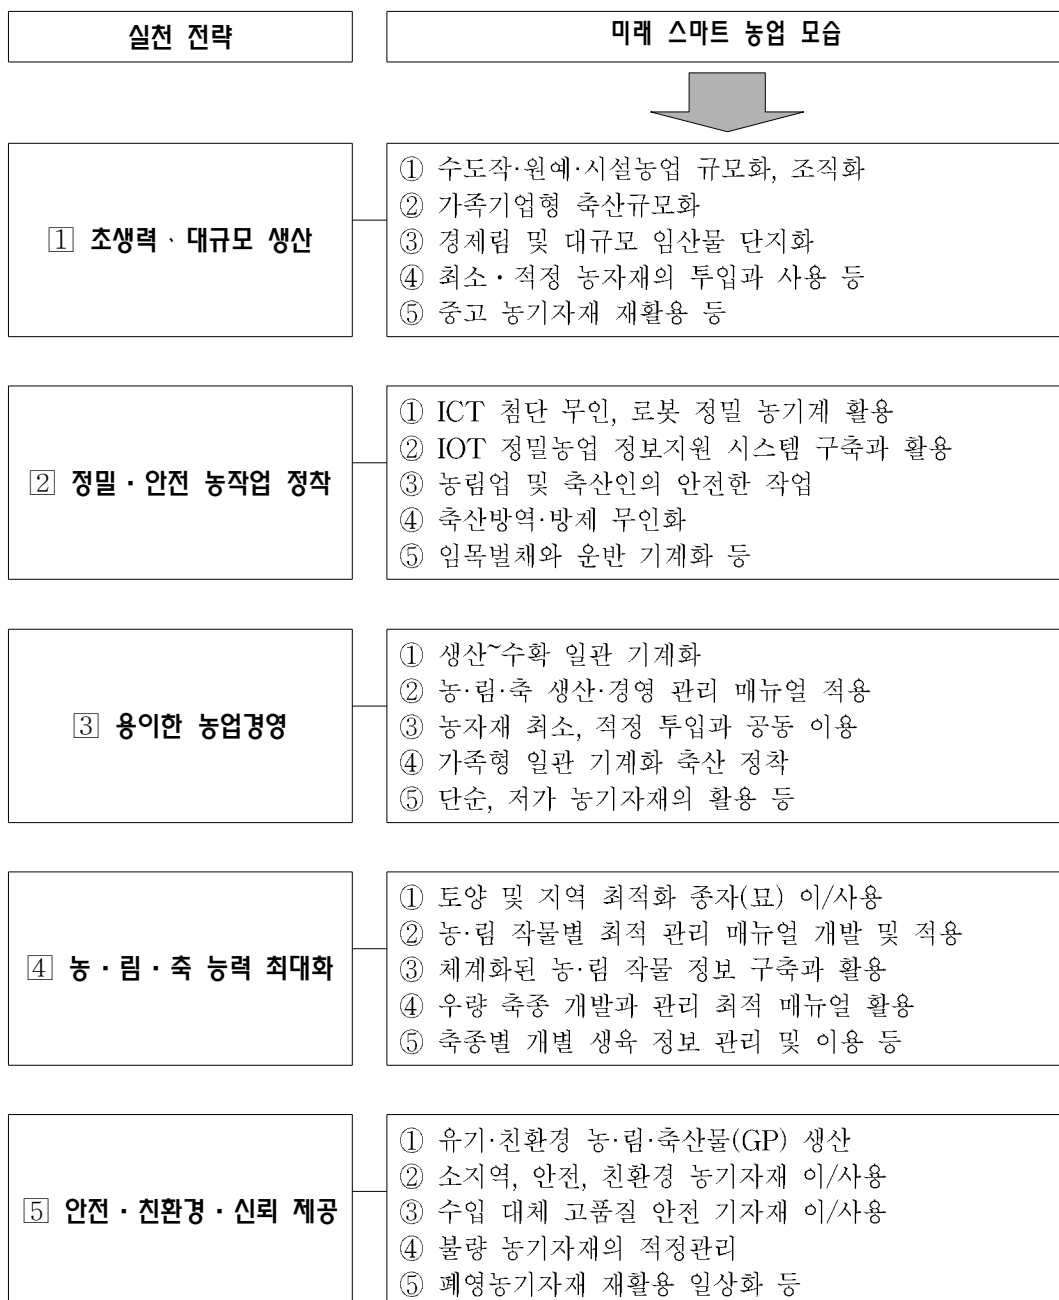 실천 전략
미래 스마트 농업 모습
1 초생력ㆍ대규모 생산
① 수도작·원예·시설농업 규모화, 조직화
② 가족기업형 축산규모화
③ 경제림 및 대규모 임산물 단지화
④ 최소·적정 농자재의 투입과 사용 등
⑤ 중고 농기자재 재활용 등
2 정밀·안전 농작업 정착
① ICT 첨단 무인, 로봇 정밀 농기계 활용
② IOT 정밀농업 정보지원 시스템 구축과 활용
③ 농림업 및 축산인의 안전한 작업
④ 축산방역·방제 무인화
⑤ 임목벌채와 운반 기계화 등
3 용이한 농업경영
① 생산~수확 일관 기계화
② 농·림·축 생산·경영 관리 매뉴얼 적용
③ 농자재 최소, 적정 투입과 공동 이용
④ 가족형 일관 기계화 축산 정착
⑤ 단순, 저가 농기자재의 활용 등
4 농·림·축 능력 최대화
① 토양 및 지역 최적화 종자(묘) 이/사용
② 농·림 작물별 최적 관리 매뉴얼 개발 및 적용
③ 체계화된 농·림 작물 정보 구축과 활용
④ 우량 축종 개발과 관리 최적 매뉴얼 활용
⑤ 축종별 개별 생육 정보 관리 및 이용 등
5 안전·친환경·신뢰 제공
① 유기·친환경 농·림·축산물(GP) 생산
② 소지역, 안전, 친환경 농기자재 이/사용
③ 수입 대체 고품질 안전 기자재 이/사용
④ 불량 농기자재의 적정관리
⑤ 폐영농기자재 재활용 일상화 등